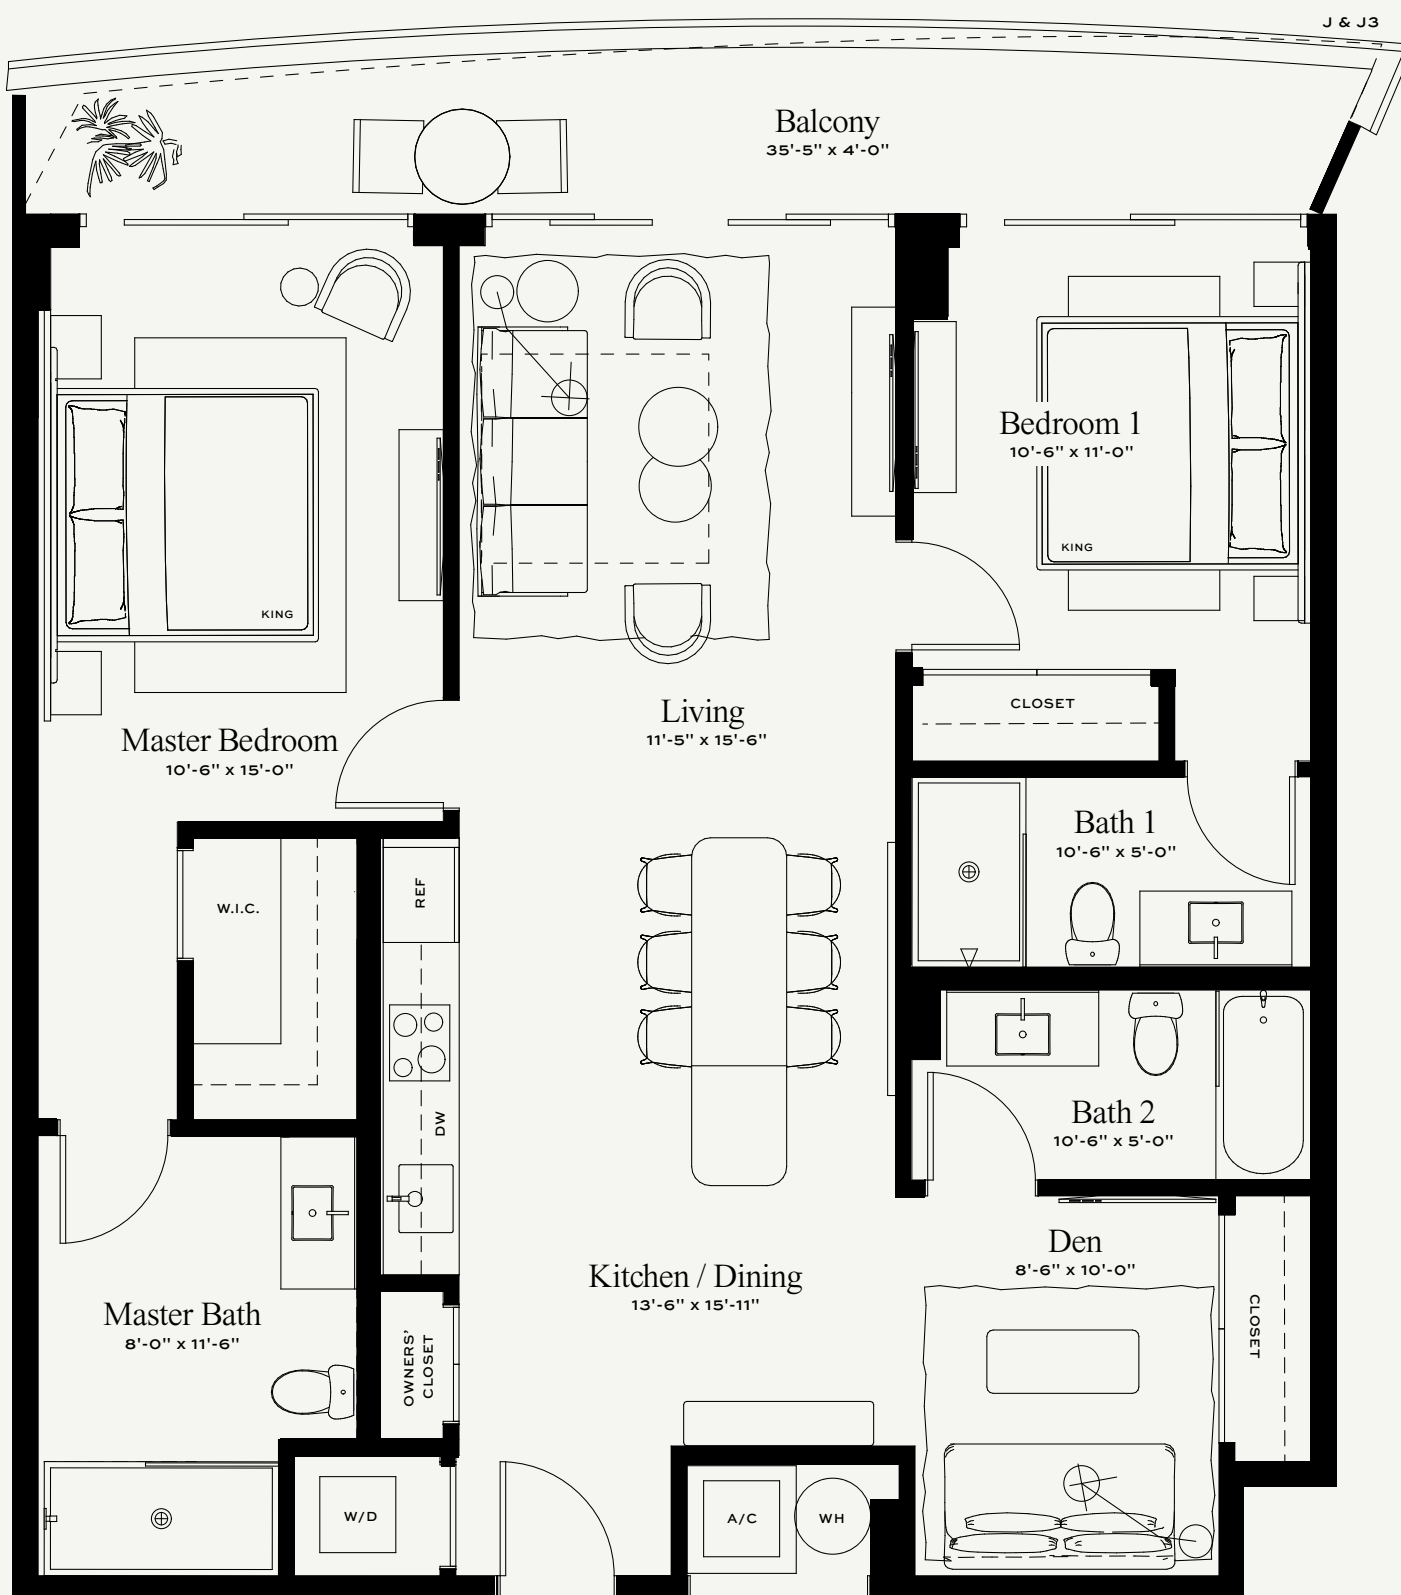 J & J3
Balcony
35'-5" x 4'-0"
Bedroom 1
10'-6" x 11'-0"
KING
KING
Living
11'-5" x 15'-6"
CLOSET
Master Bedroom
10'-6" x 15'-0"
Bath 1
10'-6" x 5'-0"
REF
W.I.C.
DW
Bath 2
10'-6" x 5'-0"
Den
8'-6" x 10'-0"
Kitchen / Dining
13'-6" x 15'-11"
Master Bath
8'-0" x 11'-6"
OWNERS'
CLOSET
CLOSET
W/D
A/C
WH